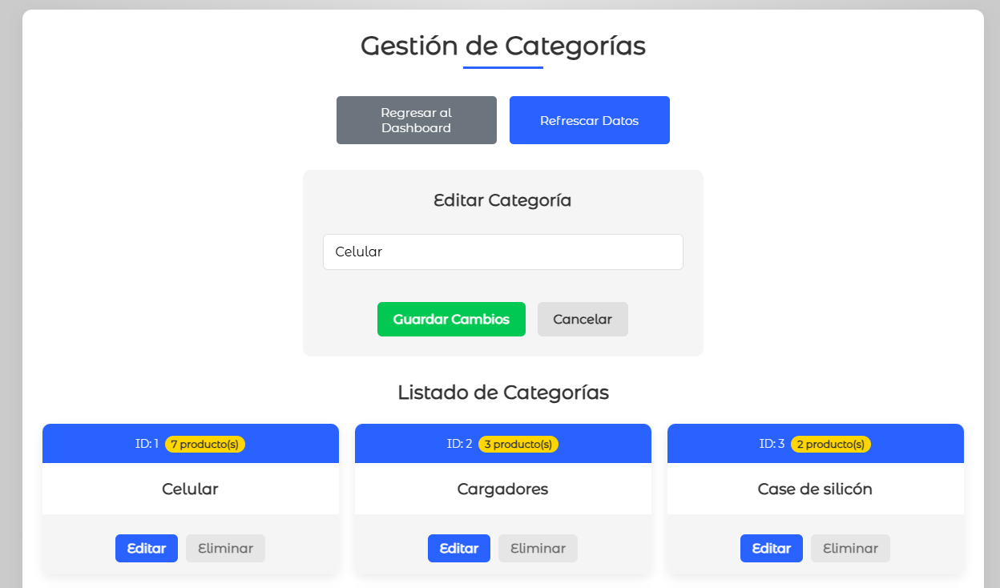 Gestión de Categorías
Regresar al
Dashboard
Refrescar Datos
Editar Categoría
Celular
Guardar Cambios
Cancelar
Listado de Categorías
ID: 1 7 producto(s)
Celular
Editar Eliminar
ID: 2 3 producto(s)
Cargadores
Editar Eliminar
ID: 3 2 producto(s)
Case de silicón
Editar Eliminar